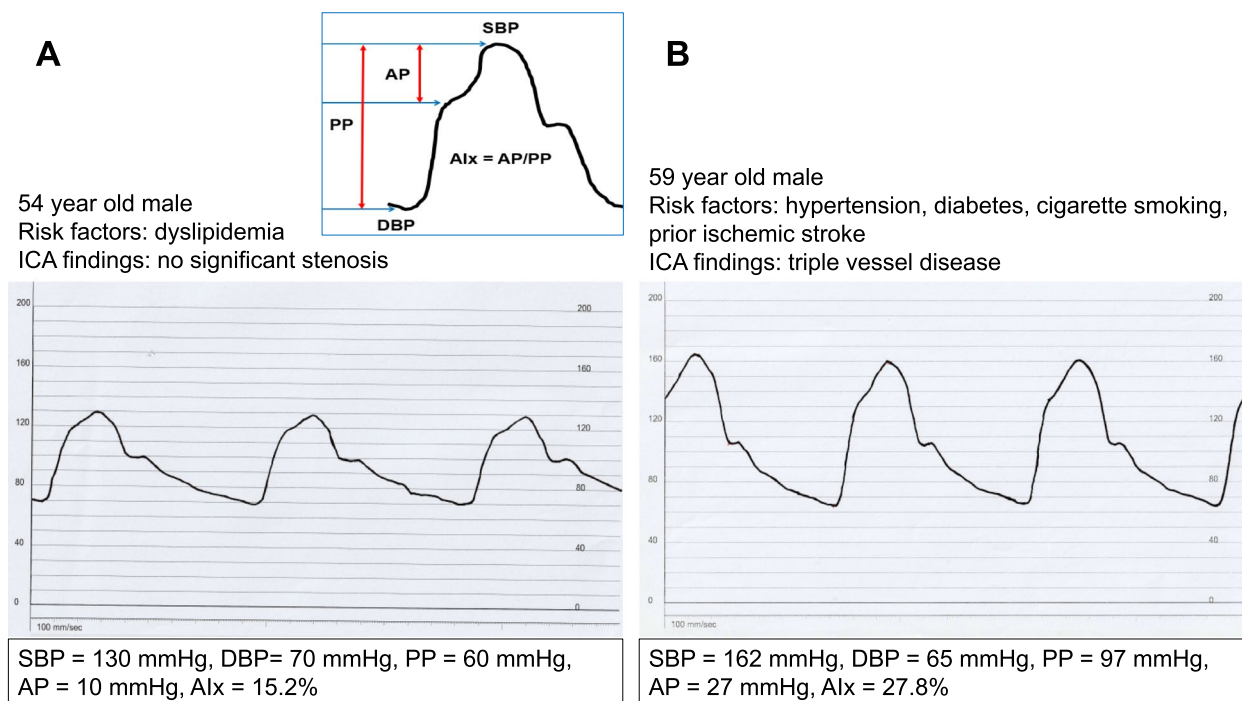 A
SBP
AP
PP
AIx = AP/PP
DBP
54 year old male
Risk factors: dyslipidemia
ICA findings: no significant stenosis
200
160
120
80
40
0
200
160
120
80
40
0
100 mm/sec
SBP = 130 mmHg, DBP= 70 mmHg, PP = 60 mmHg,
AP = 10 mmHg, AIx = 15.2%
B
59 year old male
Risk factors: hypertension, diabetes, cigarette smoking,
prior ischemic stroke
ICA findings: triple vessel disease
200
160
120
80
40
0
200
160
120
80
40
0
100 mm/sec
SBP = 162 mmHg, DBP = 65 mmHg, PP = 97 mmHg,
AP = 27 mmHg, AIx = 27.8%